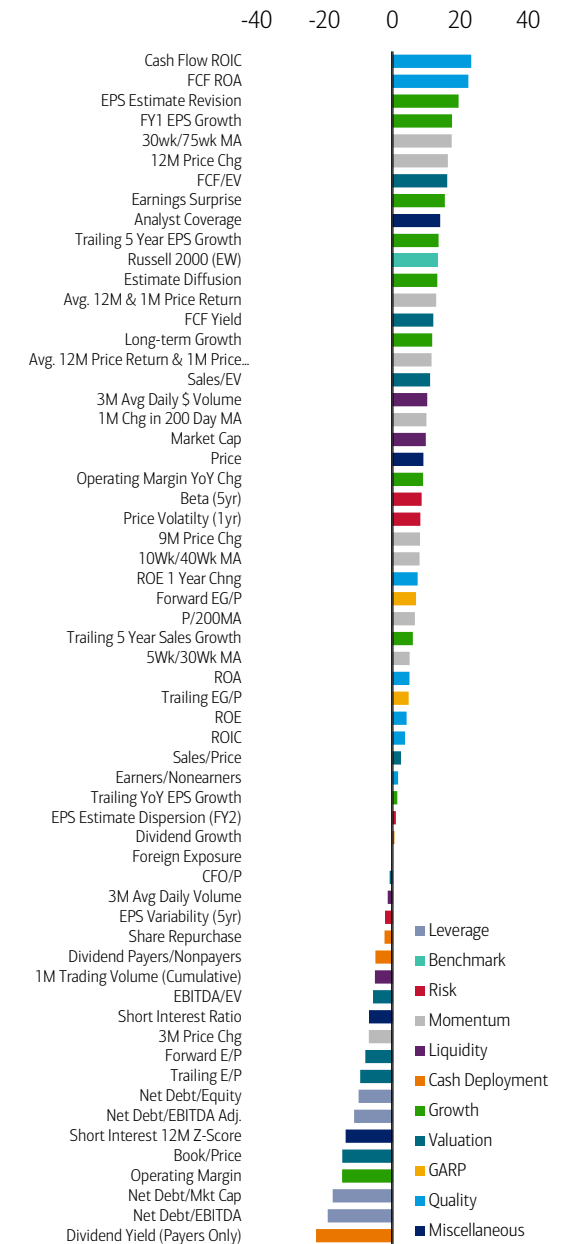 -40 -20 0 20 40
Cash Flow ROIC
FCF ROA
EPS Estimate Revision
FY1 EPS Growth
30wk/75wk MA
12M Price Chg
FCF/EV
Earnings Surprise
Analyst Coverage
Trailing 5 Year EPS Growth
Russell 2000 (EW)
Estimate Diffusion
Avg. 12M & 1M Price Return
FCF Yield
Long-term Growth
Avg. 12M Price Return & 1M Price...
Sales/EV
3M Avg Daily $ Volume
1M Chg in 200 Day MA
Market Cap
Price
Operating Margin YoY Chg
Beta (5yr)
Price Volatilty (1yr)
9M Price Chg
10Wk/40Wk MA
ROE 1 Year Chng
Forward EG/P
P/200MA
Trailing 5 Year Sales Growth
5Wk/30Wk MA
ROA
Trailing EG/P
ROE
ROIC
Sales/Price
Earners/Nonearners
Trailing YoY EPS Growth
EPS Estimate Dispersion (FY2)
Dividend Growth
Foreign Exposure
CFO/P
3M Avg Daily Volume
EPS Variability (5yr)
Share Repurchase
Dividend Payers/Nonpayers
1M Trading Volume (Cumulative)
EBITDA/EV
Short Interest Ratio
3M Price Chg
Forward E/P
Trailing E/P
Net Debt/Equity
Net Debt/EBITDA Adj.
Short Interest 12M Z-Score
Book/Price
Operating Margin
Net Debt/Mkt Cap
Net Debt/EBITDA
Dividend Yield (Payers Only)
Leverage
Benchmark
Risk
Momentum
Liquidity
Cash Deployment
Growth
Valuation
GARP
Quality
Miscellaneous